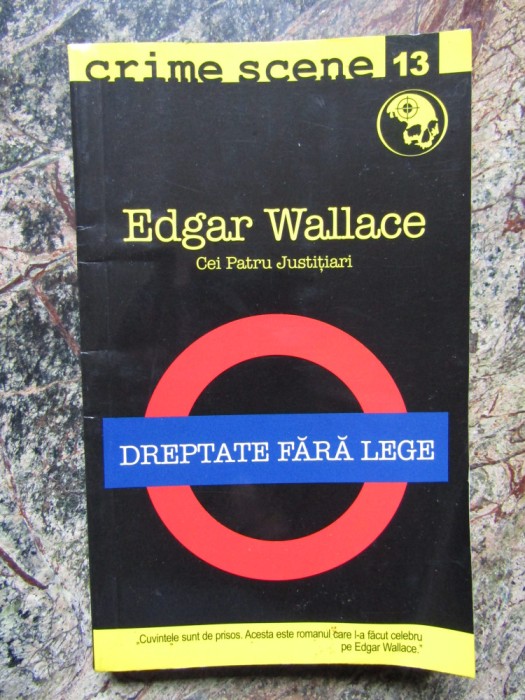 crime scene 13
Edgar Wallace
Cei Patru Justițiari
DREPTATE FĂRĂ LEGE
„Cuvintele sunt de prisos. Acesta este romanul care l-a făcut celebru
pe Edgar Wallace.”